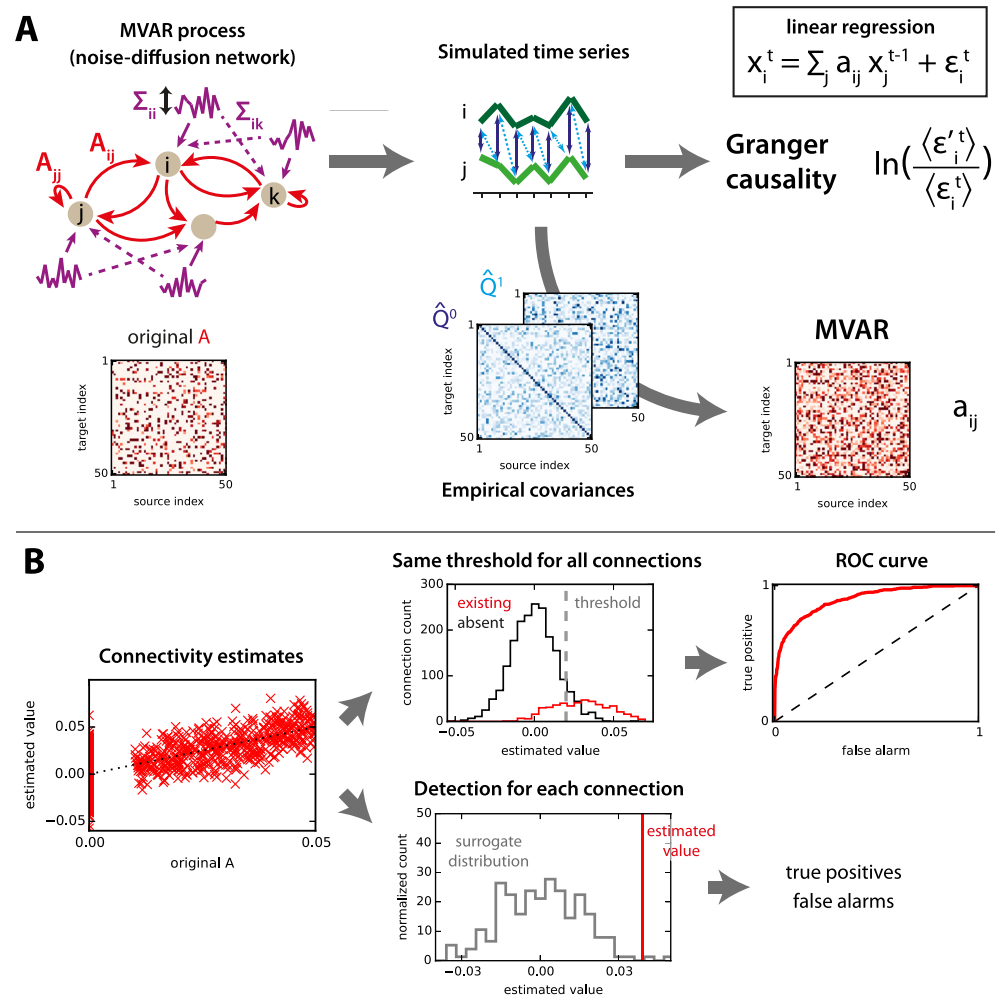 A
MVAR process
(noise-diffusion network)
Σii
Σik
Aij
Ajj
i
j
k
Simulated time series
i
j
linear regression
x_i^t = Σ_j a_ij x_j^t-1 + ε_i^t
Granger
causality
ln(⟨ε'_i^t⟩/⟨ε_i^t⟩)
original A
target index
1
50
1
50
source index
Q̂^1
Q̂^0
1
50
1
50
1
50
source index
Empirical covariances
MVAR
target index
1
50
1
50
source index
a_ij
B
Connectivity estimates
estimated value
0.05
0.00
−0.05
0.00
0.05
original A
Same threshold for all connections
connection count
300
200
100
0
existing
absent
threshold
−0.05
0.00
0.05
estimated value
ROC curve
true positive
1
0
0
1
false alarm
Detection for each connection
normalized count
50
40
30
20
10
0
surrogate
distribution
estimated
value
−0.03
0.00
0.03
estimated value
true positives
false alarms